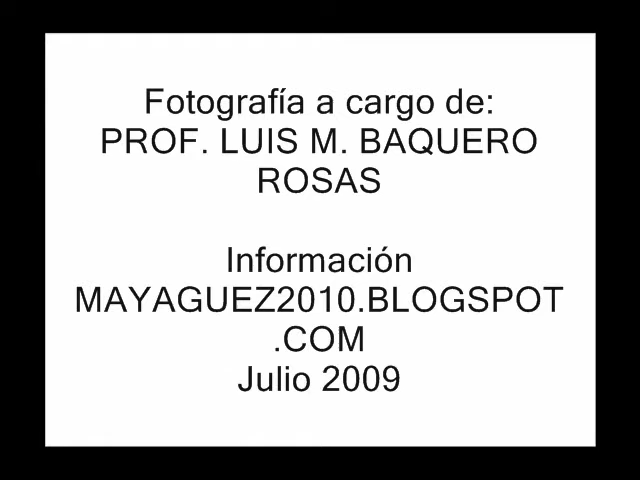 Fotografía a cargo de:
PROF. LUIS M. BAQUERO
ROSAS
Información
MAYAGUEZ2010.BLOGSPOT
.COM
Julio 2009